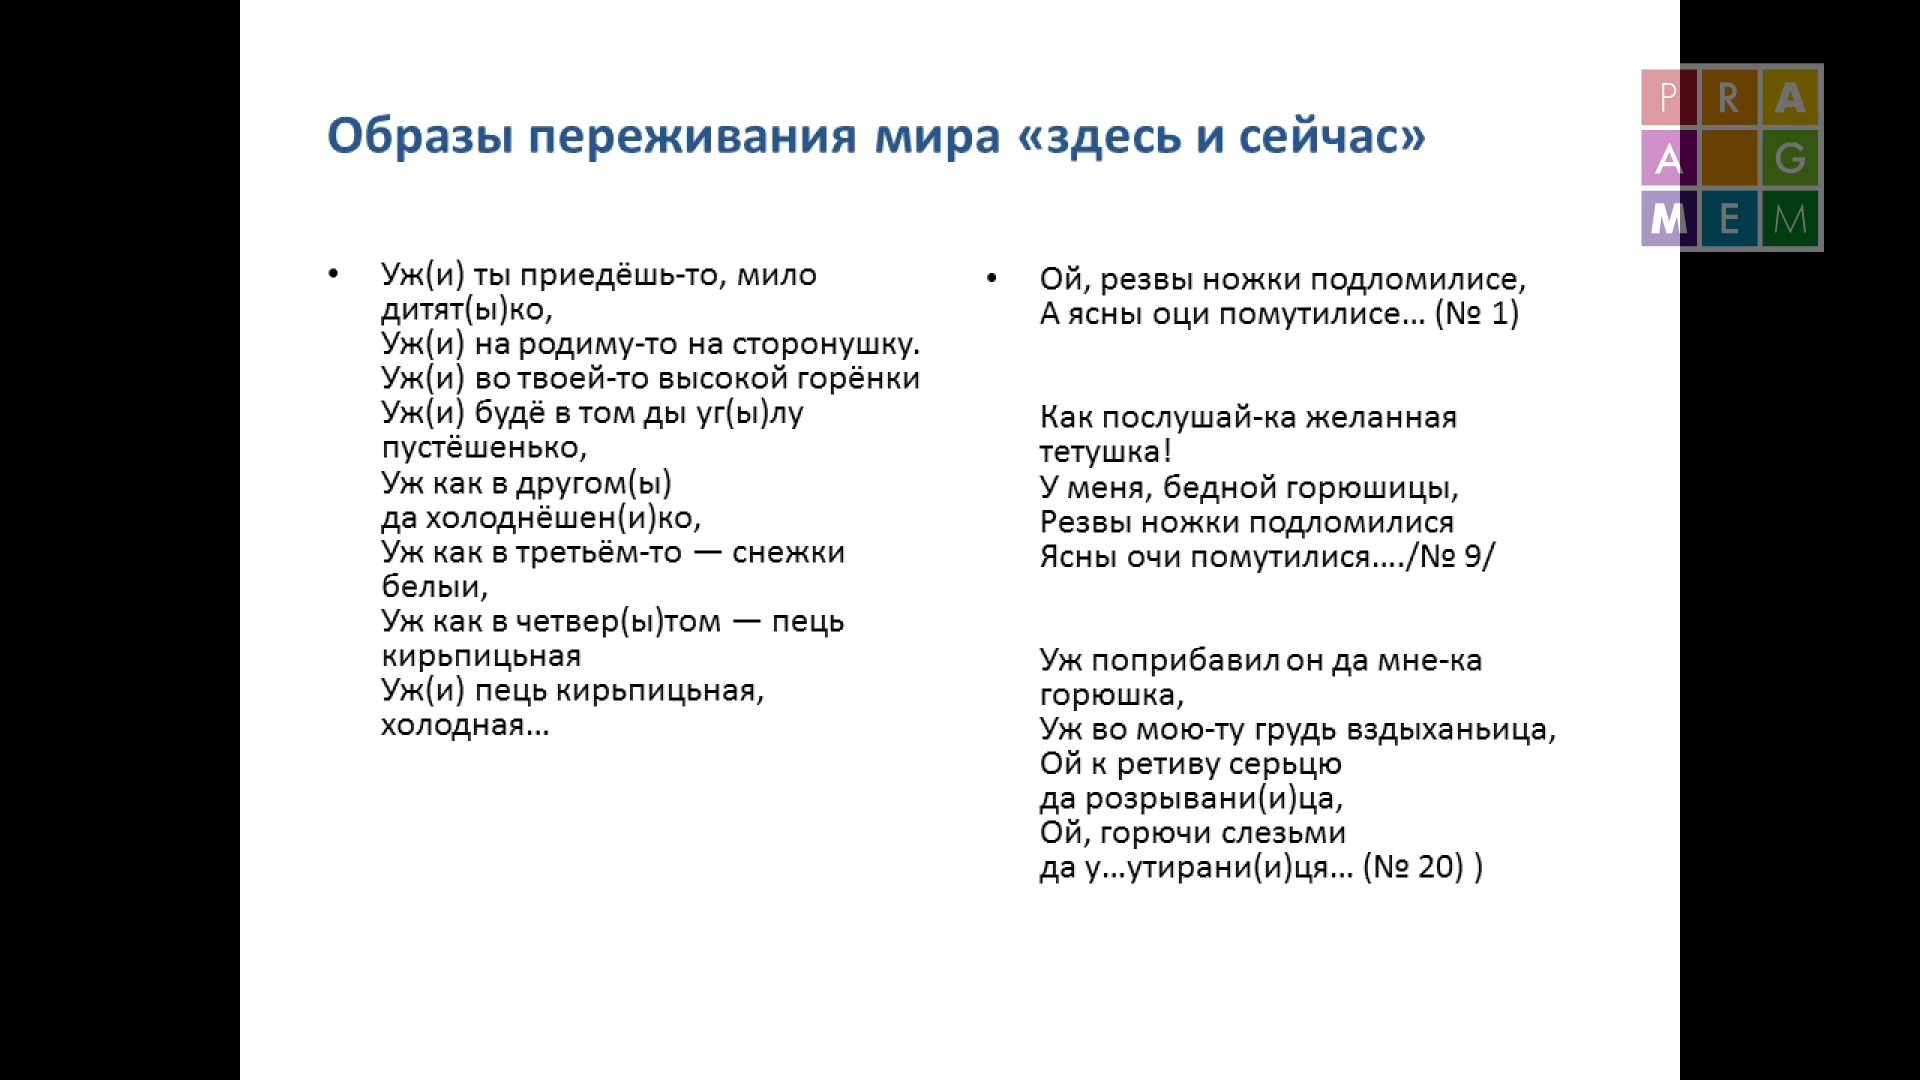 Образы переживания мира «здесь и сейчас»
• Уж(и) ты приедёшь-то, мило
дитят(ы)ко,
Уж(и) на родиму-то на сторонушку.
Уж(и) во твоей-то высокой горёнки
Уж(и) будё в том ды уг(ы)лу
пустёшенько,
Уж как в другом(ы)
да холоднёшен(и)ко,
Уж как в третьём-то — снежки
белыи,
Уж как в четвер(ы)том — пець
кирьпицьная
Уж(и) пець кирьпицьная,
холодная...
• Ой, резвы ножки подломилисе,
А ясны оци помутилисе... (№ 1)
Как послушай-ка желанная
тетушка!
У меня, бедной горюшицы,
Резвы ножки подломилися
Ясны очи помутилися..../№ 9/
Уж поприбавил он да мне-ка
горюшка,
Уж во мою-ту грудь вздыханьица,
Ой к ретиву серьцю
да розрывани(и)ца,
Ой, горючи слезьми
да у...утирани(и)ця... (№ 20) )
P R A
A G
M E M